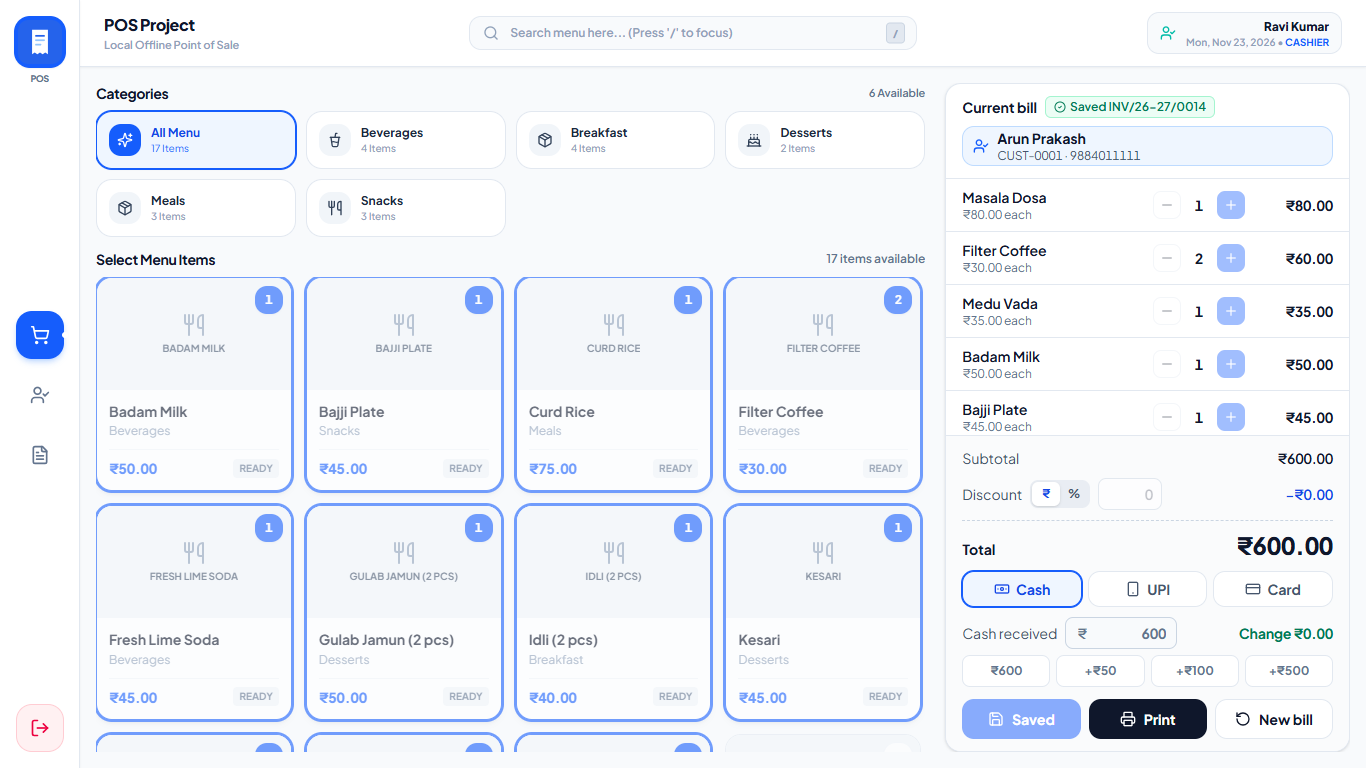 POS
POS Project
Local Offline Point of Sale
Search menu here... (Press '/' to focus)
/
Ravi Kumar
Mon, Nov 23, 2026 • CASHIER
Categories
6 Available
All Menu
17 Items
Beverages
4 Items
Breakfast
4 Items
Desserts
2 Items
Meals
3 Items
Snacks
3 Items
Select Menu Items
17 items available
1
BADAM MILK
Badam Milk
Beverages
₹50.00
READY
1
BAJJI PLATE
Bajji Plate
Snacks
₹45.00
READY
1
CURD RICE
Curd Rice
Meals
₹75.00
READY
2
FILTER COFFEE
Filter Coffee
Beverages
₹30.00
READY
1
FRESH LIME SODA
Fresh Lime Soda
Beverages
₹45.00
READY
1
GULAB JAMUN (2 PCS)
Gulab Jamun (2 pcs)
Desserts
₹50.00
READY
1
IDLI (2 PCS)
Idli (2 pcs)
Breakfast
₹40.00
READY
1
KESARI
Kesari
Desserts
₹45.00
READY
Current bill
Saved INV/26-27/0014
Arun Prakash
CUST-0001 · 9884011111
Masala Dosa
₹80.00 each
1
₹80.00
Filter Coffee
₹30.00 each
2
₹60.00
Medu Vada
₹35.00 each
1
₹35.00
Badam Milk
₹50.00 each
1
₹50.00
Bajji Plate
₹45.00 each
1
₹45.00
Subtotal
₹600.00
Discount
₹
%
0
−₹0.00
Total
₹600.00
Cash
UPI
Card
Cash received
₹
600
Change ₹0.00
₹600
+₹50
+₹100
+₹500
Saved
Print
New bill